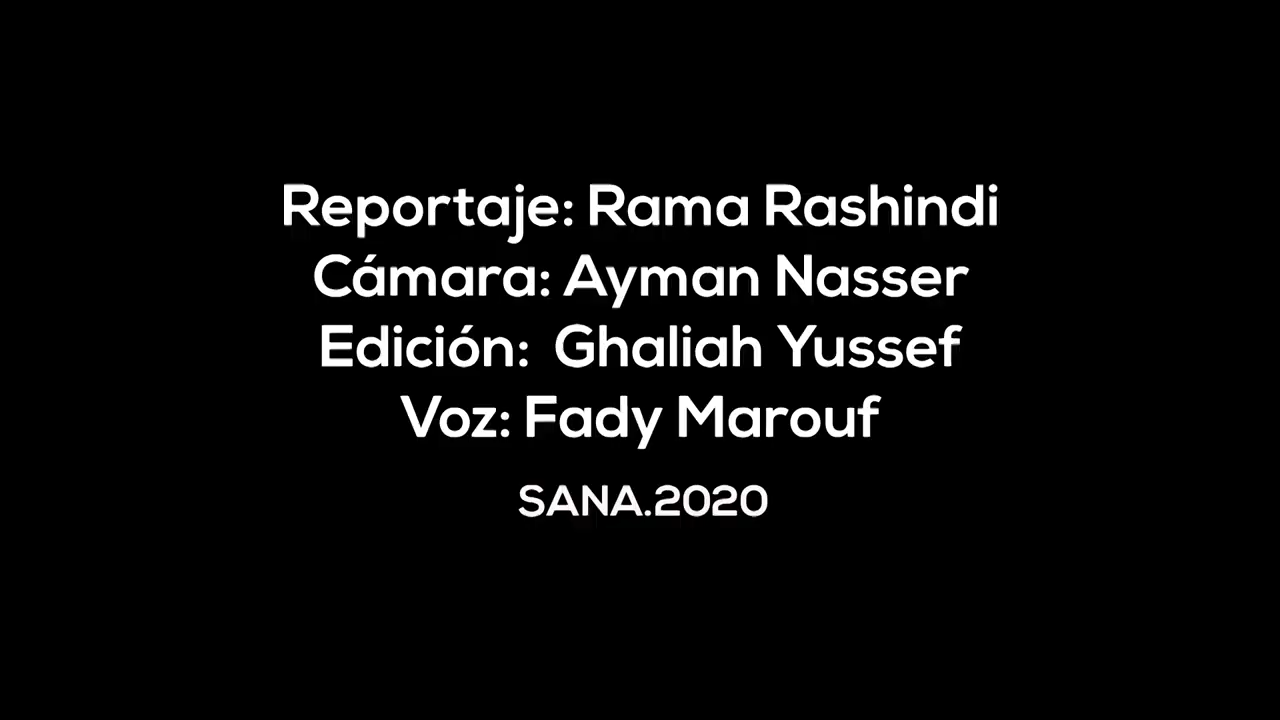 Reportaje: Rama Rashindi
Cámara: Ayman Nasser
Edición: Ghaliah Yussef
Voz: Fady Marouf
SANA.2020